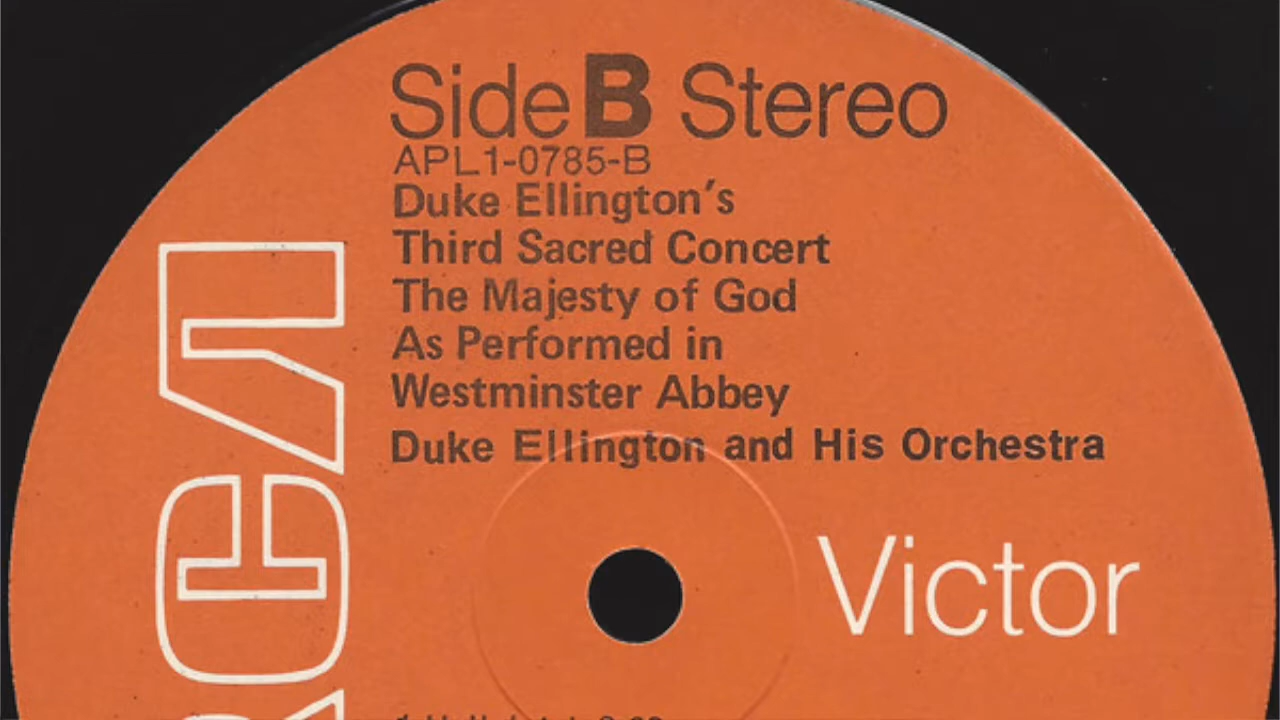 Side B Stereo
APL1-0785-B
Duke Ellington's
Third Sacred Concert
The Majesty of God
As Performed in
Westminster Abbey
Duke Ellington and His Orchestra
RCA
Victor